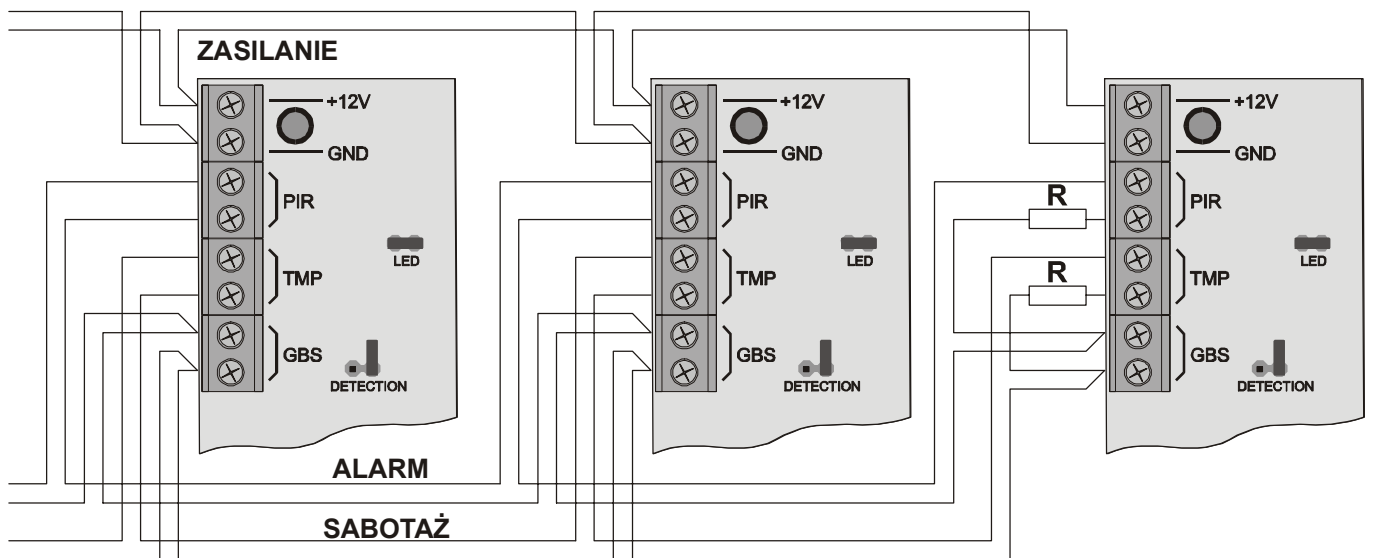 ZASILANIE
+12V
GND
PIR
TMP
GBS
LED
DETECTION
+12V
GND
PIR
TMP
GBS
LED
DETECTION
R
R
+12V
GND
PIR
TMP
GBS
LED
DETECTION
ALARM
SABOTAŻ